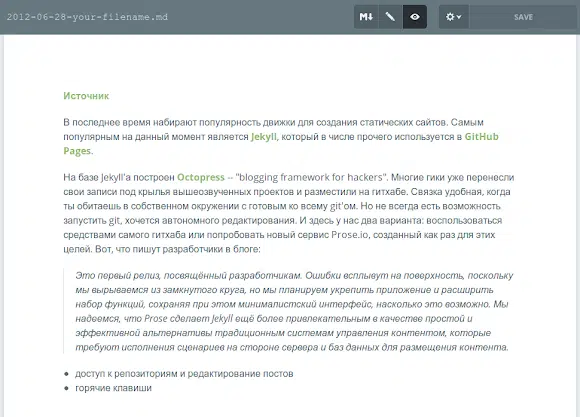 2012-06-28-your-filename.md
M↓
SAVE
Источник
В последнее время набирают популярность движки для создания статических сайтов. Самым
популярным на данный момент является Jekyll, который в числе прочего используется в GitHub
Pages.
На базе Jekyll'а построен Octopress -- "blogging framework for hackers". Многие гики уже перенесли
свои записи под крылья вышеозвученных проектов и разместили на гитхабе. Связка удобная, когда
ты обитаешь в собственном окружении с готовым ко всему git'ом. Но не всегда есть возможность
запустить git, хочется автономного редактирования. И здесь у нас два варианта: воспользоваться
средствами самого гитхаба или попробовать новый сервис Prose.io, созданный как раз для этих
целей. Вот, что пишут разработчики в блоге:
Это первый релиз, посвящённый разработчикам. Ошибки всплывут на поверхность, поскольку
мы вырываемся из замкнутого круга, но мы планируем укрепить приложение и расширить
набор функций, сохраняя при этом минималистский интерфейс, насколько это возможно. Мы
надеемся, что Prose сделает Jekyll ещё более привлекательным в качестве простой и
эффективной альтернативы традиционным системам управления контентом, которые
требуют исполнения сценариев на стороне сервера и баз данных для размещения контента.
доступ к репозиториям и редактирование постов
горячие клавиши